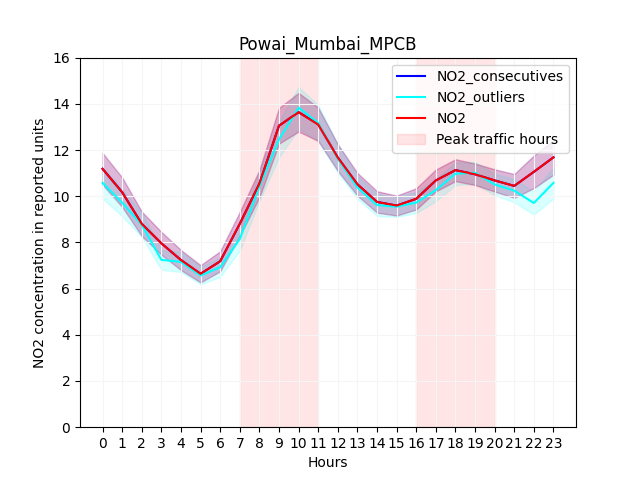 Powai_Mumbai_MPCB
NO2_consecutives
NO2_outliers
NO2
Peak traffic hours
NO2 concentration in reported units
16
14
12
10
8
6
4
2
0
0 1 2 3 4 5 6 7 8 9 10 11 12 13 14 15 16 17 18 19 20 21 22 23
Hours